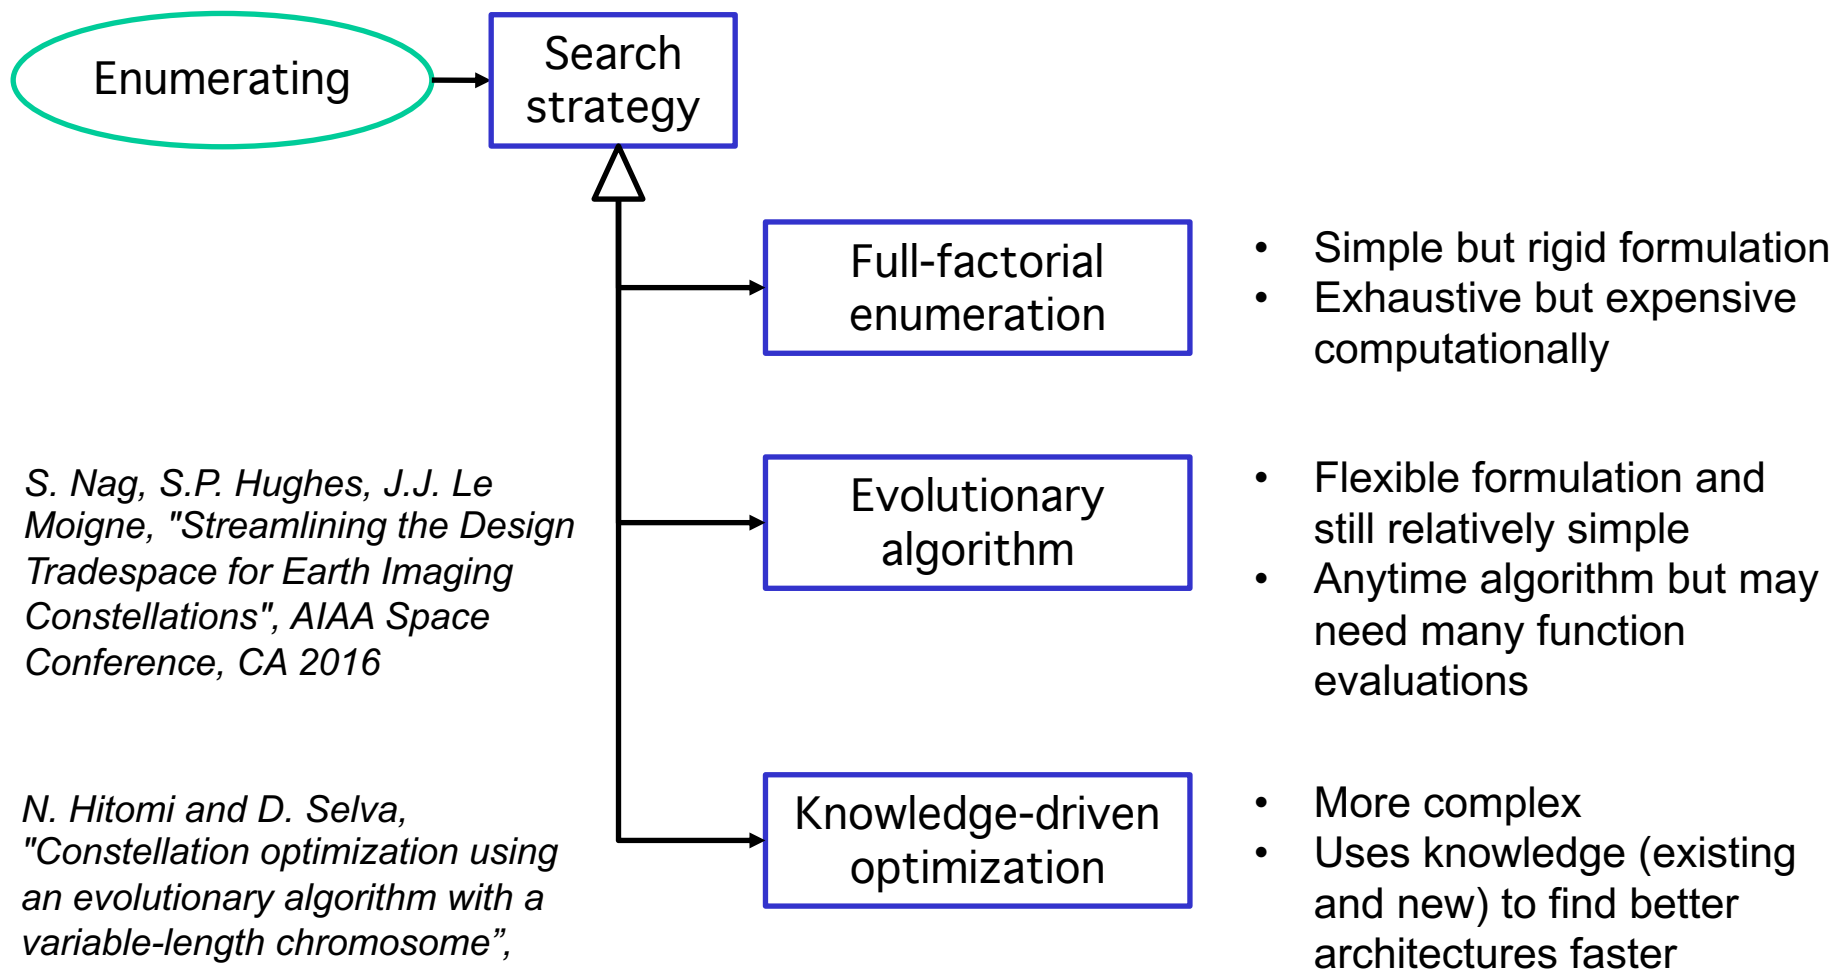 Enumerating
Search
strategy
Full-factorial
enumeration
• Simple but rigid formulation
• Exhaustive but expensive
computationally
S. Nag, S.P. Hughes, J.J. Le
Moigne, "Streamlining the Design
Tradespace for Earth Imaging
Constellations", AIAA Space
Conference, CA 2016
Evolutionary
algorithm
• Flexible formulation and
still relatively simple
• Anytime algorithm but may
need many function
evaluations
N. Hitomi and D. Selva,
"Constellation optimization using
an evolutionary algorithm with a
variable-length chromosome”,
Knowledge-driven
optimization
• More complex
• Uses knowledge (existing
and new) to find better
architectures faster